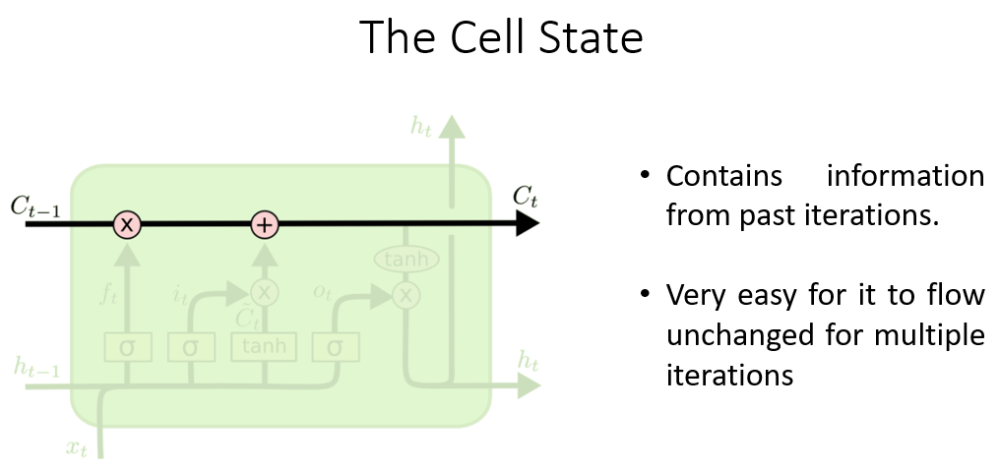 The Cell State
h_t
C_{t-1}
C_t
x
+
tanh
f_t
i_t
x
o_t
x
C̃_t
σ
σ
tanh
σ
h_{t-1}
h_t
x_t
• Contains information
from past iterations.
• Very easy for it to flow
unchanged for multiple
iterations